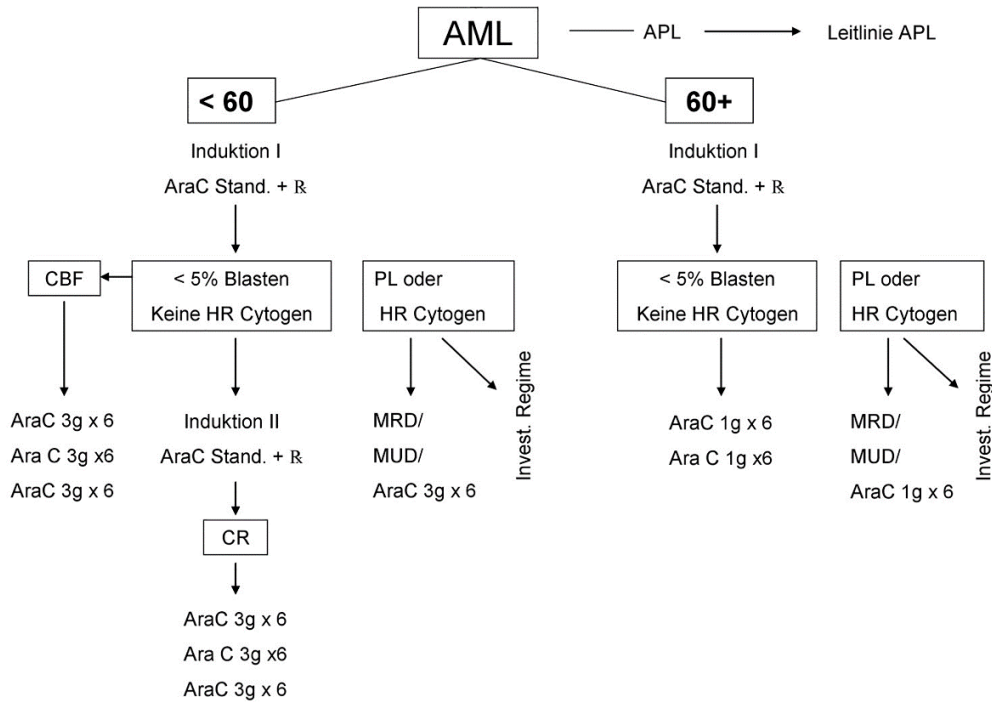 AML
APL
Leitlinie APL
< 60
60+
Induktion I
AraC Stand. + ℞
Induktion I
AraC Stand. + ℞
CBF
< 5% Blasten
Keine HR Cytogen
PL oder
HR Cytogen
< 5% Blasten
Keine HR Cytogen
PL oder
HR Cytogen
AraC 3g x 6
Ara C 3g x6
AraC 3g x 6
Induktion II
AraC Stand. + ℞
MRD/
MUD/
AraC 3g x 6
Invest. Regime
AraC 1g x 6
Ara C 1g x6
MRD/
MUD/
AraC 1g x 6
Invest. Regime
CR
AraC 3g x 6
Ara C 3g x6
AraC 3g x 6